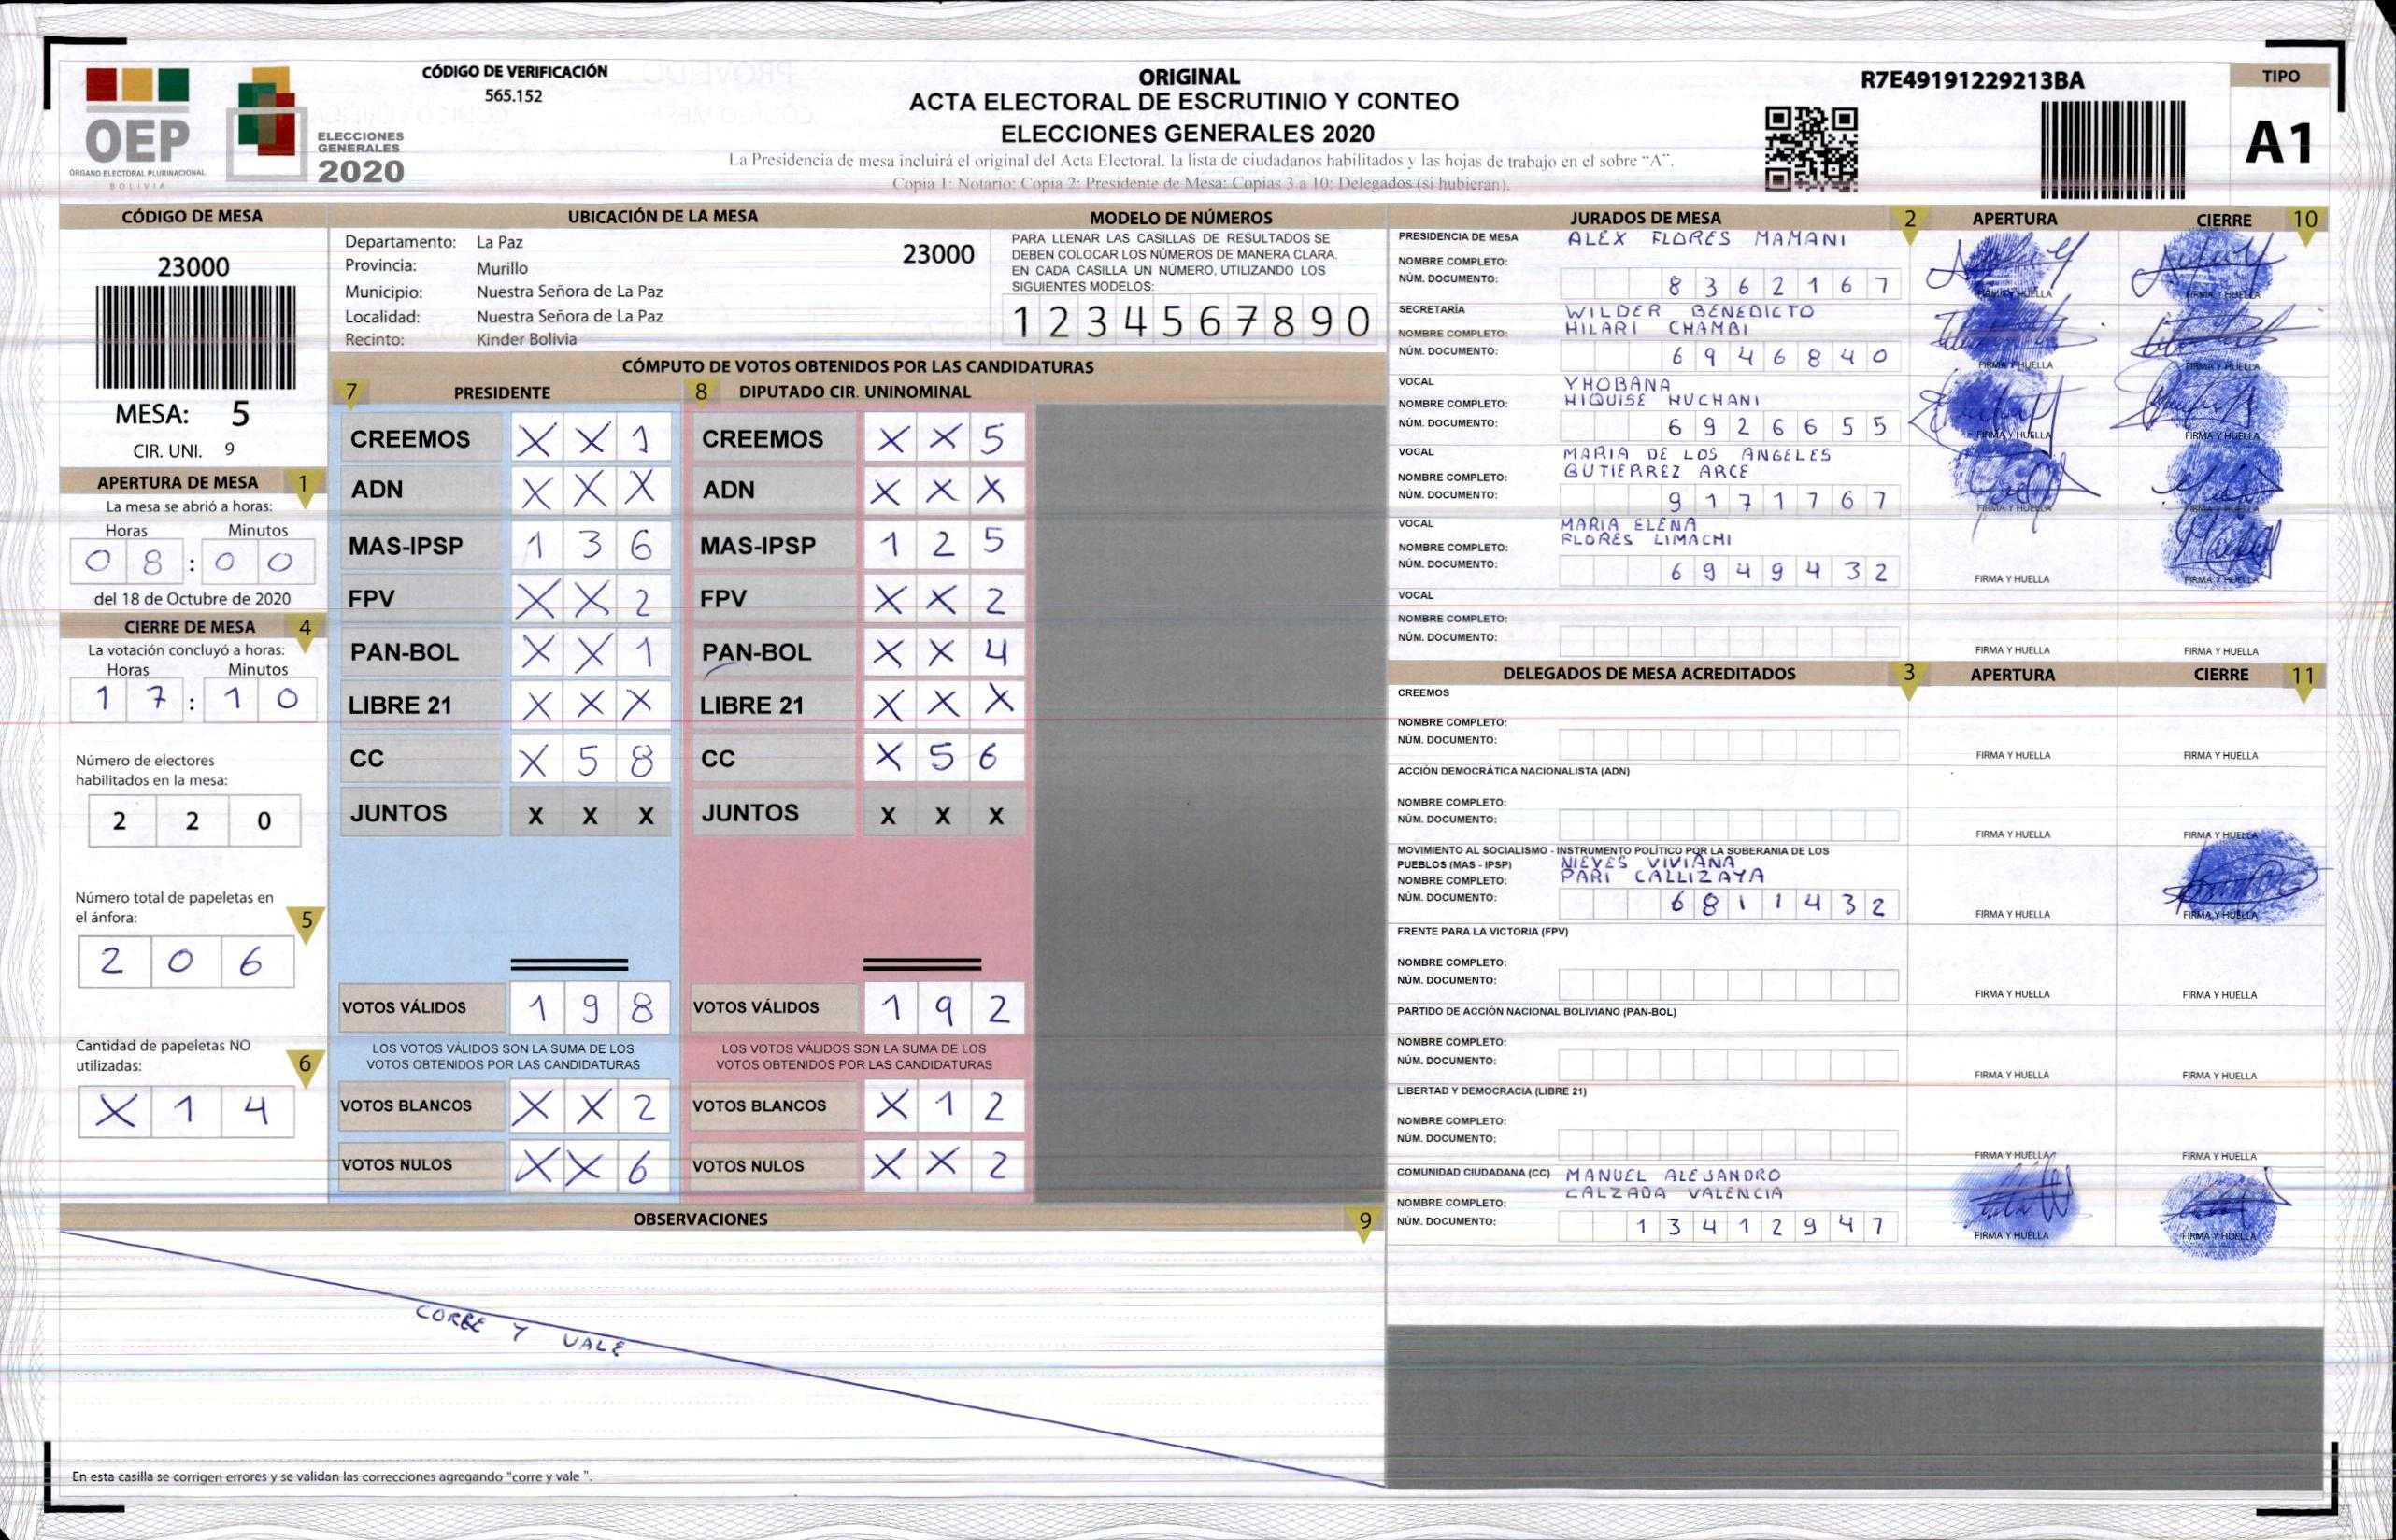 CÓDIGO DE VERIFICACIÓN
565.152
OEP
ÓRGANO ELECTORAL PLURINACIONAL
BOLIVIA
ELECCIONES
GENERALES
2020
ORIGINAL
ACTA ELECTORAL DE ESCRUTINIO Y CONTEO
ELECCIONES GENERALES 2020
La Presidencia de mesa incluirá el original del Acta Electoral, la lista de ciudadanos habilitados y las hojas de trabajo en el sobre "A".
Copia 1: Notario; Copia 2: Presidente de Mesa; Copias 3 a 10: Delegados (si hubieran).
R7E49191229213BA
TIPO
A1
CÓDIGO DE MESA
23000
MESA: 5
CIR. UNI. 9
APERTURA DE MESA 1
La mesa se abrió a horas:
Horas Minutos
0 8 : 0 0
del 18 de Octubre de 2020
CIERRE DE MESA 4
La votación concluyó a horas:
Horas Minutos
1 7 : 1 0
Número de electores
habilitados en la mesa:
2 2 0
Número total de papeletas en
el ánfora: 5
2 0 6
Cantidad de papeletas NO
utilizadas: 6
X 1 4
UBICACIÓN DE LA MESA
Departamento: La Paz 23000
Provincia: Murillo
Municipio: Nuestra Señora de La Paz
Localidad: Nuestra Señora de La Paz
Recinto: Kinder Bolivia
MODELO DE NÚMEROS
PARA LLENAR LAS CASILLAS DE RESULTADOS SE
DEBEN COLOCAR LOS NÚMEROS DE MANERA CLARA.
EN CADA CASILLA UN NÚMERO, UTILIZANDO LOS
SIGUIENTES MODELOS:
1 2 3 4 5 6 7 8 9 0
CÓMPUTO DE VOTOS OBTENIDOS POR LAS CANDIDATURAS
7 PRESIDENTE
CREEMOS X X 1
ADN X X X
MAS-IPSP 1 3 6
FPV X X 2
PAN-BOL X X 1
LIBRE 21 X X X
CC X 5 8
JUNTOS X X X
VOTOS VÁLIDOS 1 9 8
LOS VOTOS VÁLIDOS SON LA SUMA DE LOS
VOTOS OBTENIDOS POR LAS CANDIDATURAS
VOTOS BLANCOS X X 2
VOTOS NULOS X X 6
8 DIPUTADO CIR. UNINOMINAL
CREEMOS X X 5
ADN X X X
MAS-IPSP 1 2 5
FPV X X 2
PAN-BOL X X 4
LIBRE 21 X X X
CC X 5 6
JUNTOS X X X
VOTOS VÁLIDOS 1 9 2
LOS VOTOS VÁLIDOS SON LA SUMA DE LOS
VOTOS OBTENIDOS POR LAS CANDIDATURAS
VOTOS BLANCOS X 1 2
VOTOS NULOS X X 2
OBSERVACIONES 9
CORRE Y VALE
En esta casilla se corrigen errores y se validan las correcciones agregando "corre y vale ".
JURADOS DE MESA 2 APERTURA CIERRE 10
PRESIDENCIA DE MESA ALEX FLORES MAMANI
NOMBRE COMPLETO:
NÚM. DOCUMENTO: 8 3 6 2 1 6 7
FIRMA Y HUELLA FIRMA Y HUELLA
SECRETARÍA WILDER BENEDICTO
NOMBRE COMPLETO: HILARI CHAMBI
NÚM. DOCUMENTO: 6 9 4 6 8 4 0
FIRMA Y HUELLA FIRMA Y HUELLA
VOCAL YHOBANA
NOMBRE COMPLETO: HIQUISE HUCHANI
NÚM. DOCUMENTO: 6 9 2 6 6 5 5
FIRMA Y HUELLA FIRMA Y HUELLA
VOCAL MARIA DE LOS ANGELES
NOMBRE COMPLETO: GUTIERREZ ARCE
NÚM. DOCUMENTO: 9 1 7 1 7 6 7
FIRMA Y HUELLA FIRMA Y HUELLA
VOCAL MARIA ELENA
NOMBRE COMPLETO: FLORES LIMACHI
NÚM. DOCUMENTO: 6 9 4 9 4 3 2
FIRMA Y HUELLA FIRMA Y HUELLA
VOCAL
NOMBRE COMPLETO:
NÚM. DOCUMENTO:
FIRMA Y HUELLA FIRMA Y HUELLA
DELEGADOS DE MESA ACREDITADOS 3 APERTURA CIERRE 11
CREEMOS
NOMBRE COMPLETO:
NÚM. DOCUMENTO:
FIRMA Y HUELLA FIRMA Y HUELLA
ACCIÓN DEMOCRÁTICA NACIONALISTA (ADN)
NOMBRE COMPLETO:
NÚM. DOCUMENTO:
FIRMA Y HUELLA FIRMA Y HUELLA
MOVIMIENTO AL SOCIALISMO - INSTRUMENTO POLÍTICO POR LA SOBERANIA DE LOS
PUEBLOS (MAS - IPSP) NIEVES VIVIANA
NOMBRE COMPLETO: PARI CALLIZAYA
NÚM. DOCUMENTO: 6 8 1 1 4 3 2
FIRMA Y HUELLA FIRMA Y HUELLA
FRENTE PARA LA VICTORIA (FPV)
NOMBRE COMPLETO:
NÚM. DOCUMENTO:
FIRMA Y HUELLA FIRMA Y HUELLA
PARTIDO DE ACCIÓN NACIONAL BOLIVIANO (PAN-BOL)
NOMBRE COMPLETO:
NÚM. DOCUMENTO:
FIRMA Y HUELLA FIRMA Y HUELLA
LIBERTAD Y DEMOCRACIA (LIBRE 21)
NOMBRE COMPLETO:
NÚM. DOCUMENTO:
FIRMA Y HUELLA FIRMA Y HUELLA
COMUNIDAD CIUDADANA (CC) MANUEL ALEJANDRO
NOMBRE COMPLETO: CALZADA VALENCIA
NÚM. DOCUMENTO: 1 3 4 1 2 9 4 7
FIRMA Y HUELLA FIRMA Y HUELLA